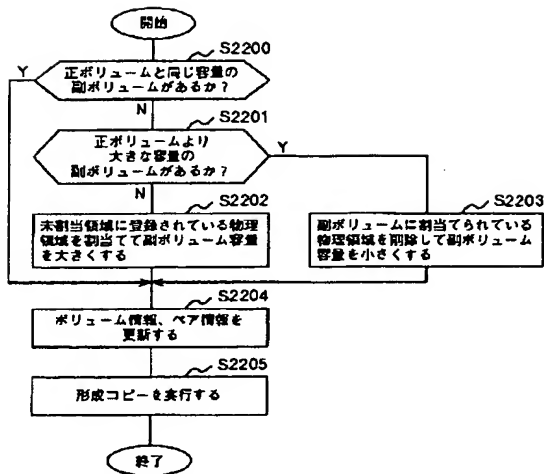 開始
S2200
正ボリュームと同じ容量の
副ボリュームがあるか？
Y
N
S2201
正ボリュームより
大きな容量の
副ボリュームがあるか？
Y
N
S2202
未割当領域に登録されている物理
領域を割当てて副ボリューム容量
を大きくする
S2203
副ボリュームに割当てられている
物理領域を削除して副ボリューム
容量を小さくする
S2204
ボリューム情報、ペア情報を
更新する
S2205
形成コピーを実行する
終了